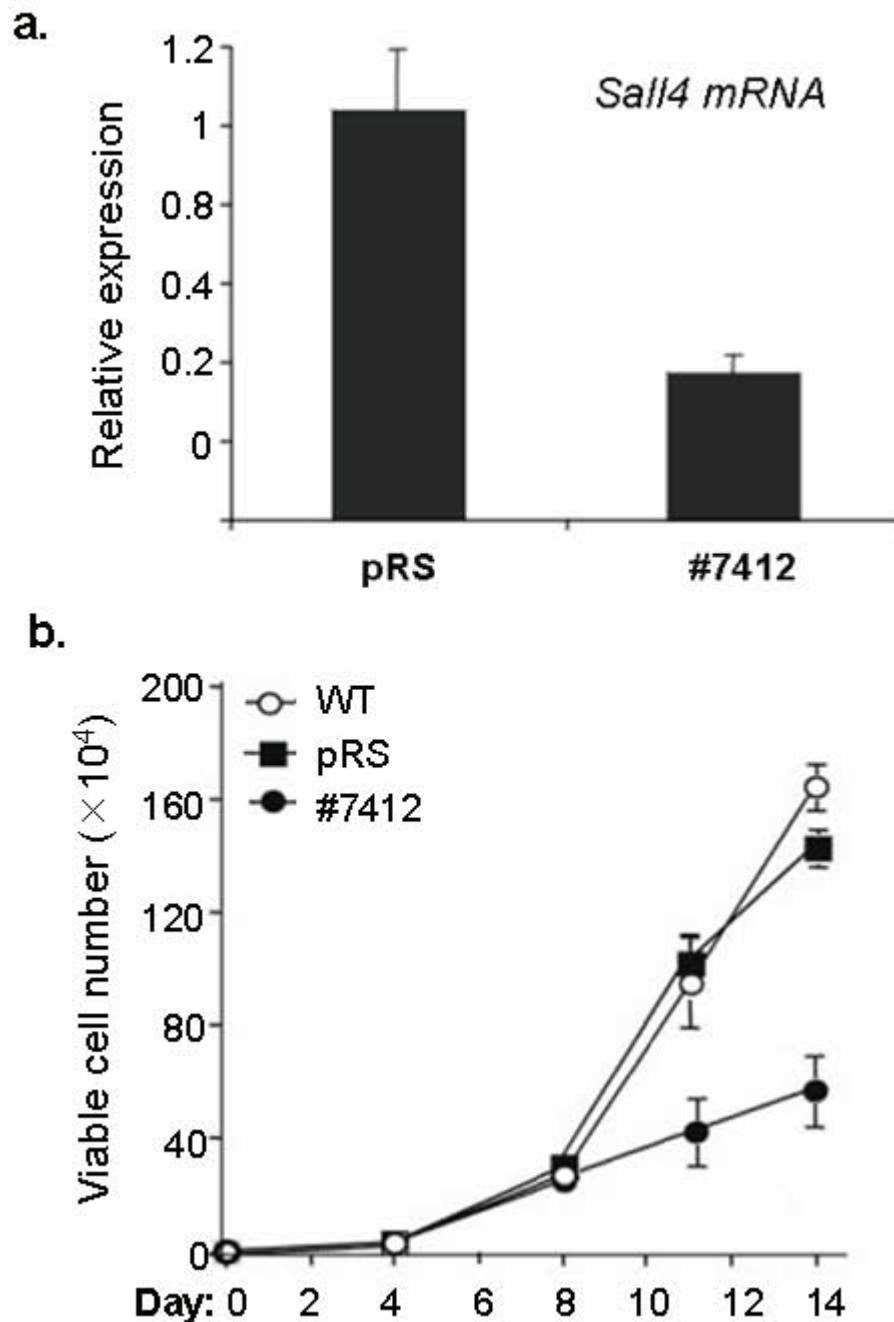 a.
1.2
1
0.8
0.4
0.2
0
Relative expression
Sall4 mRNA
pRS
#7412
b.
200
160
120
80
40
0
Viable cell number (×10⁴)
WT
pRS
#7412
Day: 0 2 4 6 8 10 12 14